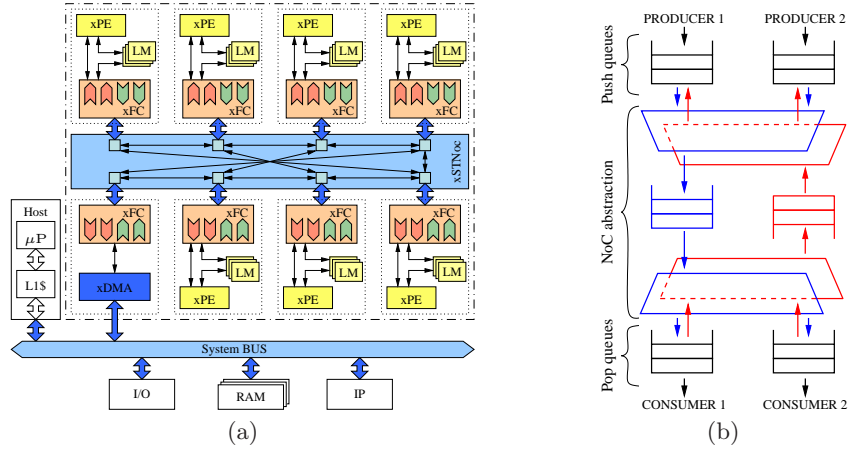 xPE xPE xPE xPE
LM LM LM LM
xFC xFC xFC xFC
xSTNoc
Host
μP
L1$
xFC xFC xFC xFC
LM LM LM
xDMA
xPE xPE xPE
System BUS
I/O RAM IP
(a)
PRODUCER 1 PRODUCER 2
Push queues
NoC abstraction
Pop queues
CONSUMER 1 CONSUMER 2
(b)